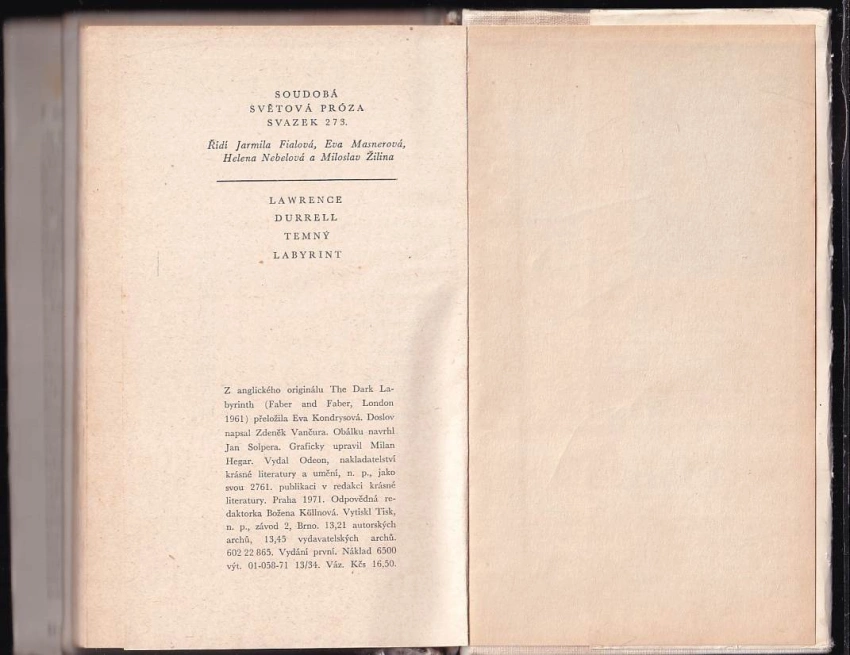 SOUDOBÁ
SVĚTOVÁ PRÓZA
SVAZEK 273.
Řídí Jarmila Fialová, Eva Masnerová,
Helena Nebelová a Miloslav Žilina
LAWRENCE
DURRELL
TEMNÝ
LABYRINT
Z anglického originálu The Dark La-
byrinth (Faber and Faber, London
1961) přeložila Eva Kondrysová. Doslov
napsal Zdeněk Vančura. Obálku navrhl
Jan Solpera. Graficky upravil Milan
Hegar. Vydal Odeon, nakladatelství
krásné literatury a umění, n. p., jako
svou 2761. publikaci v redakci krásné
literatury. Praha 1971. Odpovědná re-
daktorka Božena Köllnová. Vytiskl Tisk,
n. p., závod 2, Brno. 13,21 autorských
archů, 13,45 vydavatelských archů.
602 22 865. Vydání první. Náklad 6500
výt. 01-058-71 13/34. Váz. Kčs 16,50.